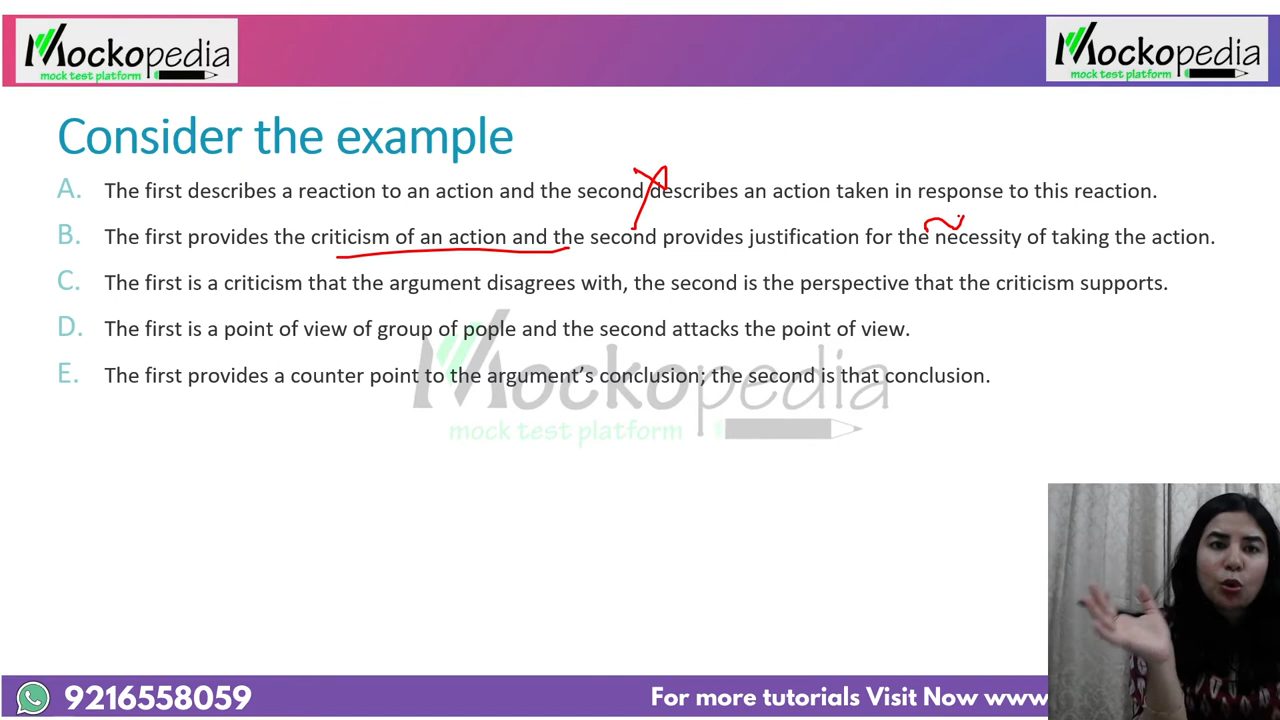 Mockopedia
mock test platform
Mockopedia
mock test platform
Consider the example
A. The first describes a reaction to an action and the second describes an action taken in response to this reaction.
B. The first provides the criticism of an action and the second provides justification for the necessity of taking the action.
C. The first is a criticism that the argument disagrees with, the second is the perspective that the criticism supports.
D. The first is a point of view of group of pople and the second attacks the point of view.
E. The first provides a counter point to the argument's conclusion; the second is that conclusion.
Mockopedia
mock test platform
9216558059
For more tutorials Visit Now www